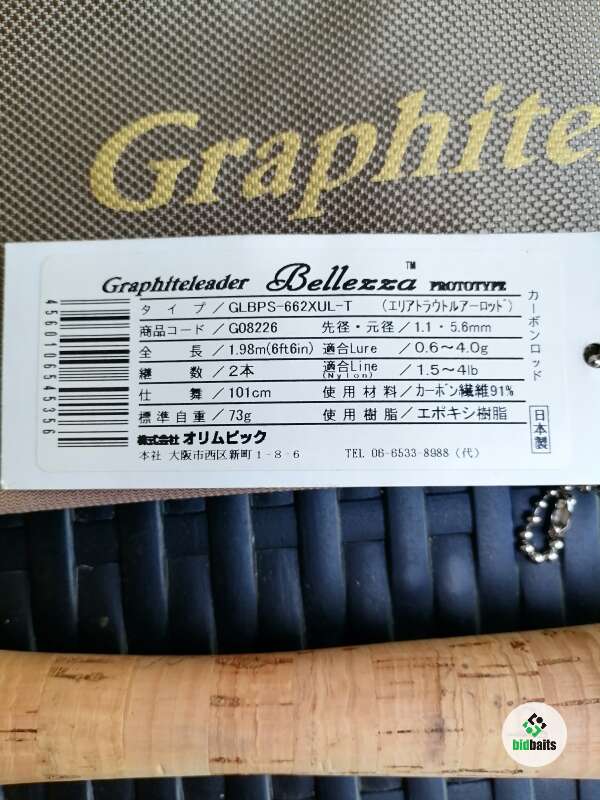 Graphite
Graphiteleader Bellezza™ PROTOTYPE
タイプ/GLBPS-662XUL-T (エリアトラウトルアーロッド)
商品コード/G08226 先径・元径/1.1・5.6mm
全長/1.98m(6ft6in) 適合Lure/0.6〜4.0g
継数/2本 適合Line(Nylon)/1.5〜4lb
仕舞/101cm 使用材料/カーボン繊維91%
標準自重/73g 使用樹脂/エポキシ樹脂
株式会社オリムピック
本社 大阪市西区新町1-8-6 TEL 06-6533-8988(代)
カーボンロッド
日本製
4560106545356
bidbaits